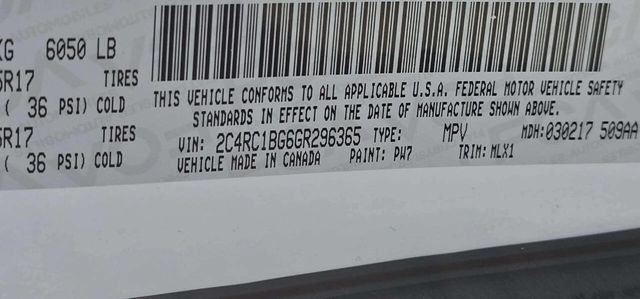 KG 6050 LB
5R17 TIRES
( 36 PSI) COLD
5R17 TIRES
( 36 PSI) COLD
THIS VEHICLE CONFORMS TO ALL APPLICABLE U.S.A. FEDERAL MOTOR VEHICLE SAFETY
STANDARDS IN EFFECT ON THE DATE OF MANUFACTURE SHOWN ABOVE.
VIN: 2C4RC1BG6GR296365 TYPE: MPV MDH:030217 509AA
VEHICLE MADE IN CANADA PAINT: PW7 TRIM: MLX1